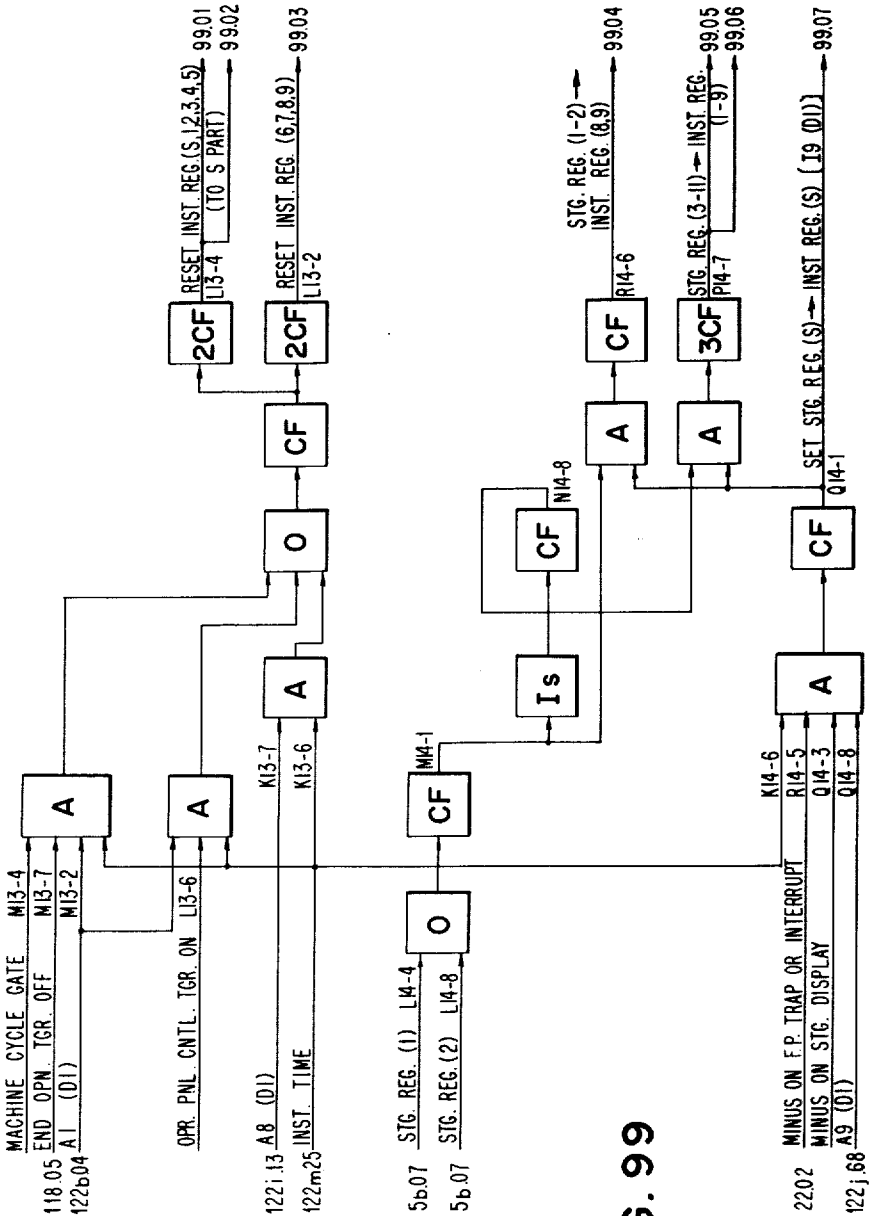 MACHINE CYCLE GATE M13-4
118.05 END OPN. TGR. OFF M13-7
122b.04 A1 (D1) M13-2
A
OPR. PNL. CNTL. TGR. ON L13-6
A
122i.13 A8 (D1) K13-7
122m25 INST. TIME K13-6
A
O
CF
2CF
RESET INST. REG. (S,1,2,3,4,5) 99.01
L13-4
(TO S PART) 99.02
2CF
RESET INST. REG (6,7,8,9) 99.03
L13-2
5b.07 STG. REG. (1) L14-4
5b.07 STG. REG. (2) L14-8
O
CF
M14-1
Is
CF
N14-8
A
CF
R14-6
STG. REG. (1-2) →
INST. REG. (8,9)
99.04
A
3CF
STG REG. (3-11) → INST. REG. 99.05
P14-7 (1-9) 99.06
K14-6
22.02 MINUS ON F.P. TRAP OR INTERRUPT R14-5
MINUS ON STG. DISPLAY Q14-3
122j.68 A9 (D1) Q14-8
A
CF
SET STG. REG. (S) → INST REG. (S) [I9 (D1)] 99.07
Q14-1
G. 99